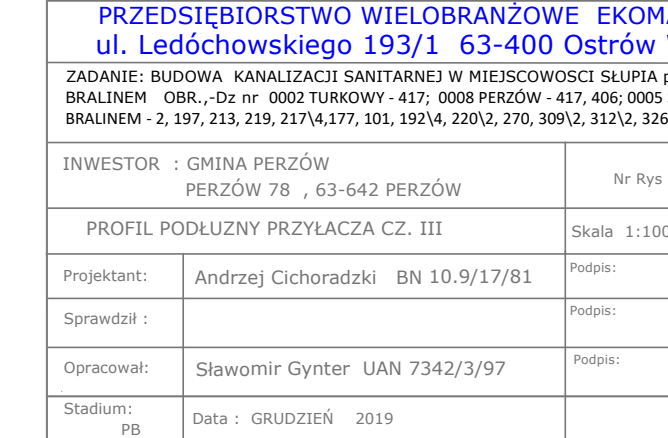 PRZEDSIĘBIORSTWO WIELOBRANŻOWE EKOMA
ul. Ledóchowskiego 193/1 63-400 Ostrów
ZADANIE: BUDOWA KANALIZACJI SANITARNEJ W MIEJSCOWOSCI SŁUPIA p
BRALINEM OBR.,-Dz nr 0002 TURKOWY - 417; 0008 PERZÓW - 417, 406; 0005
BRALINEM - 2, 197, 213, 219, 217\4,177, 101, 192\4, 220\2, 270, 309\2, 312\2, 326
INWESTOR : GMINA PERZÓW
PERZÓW 78 , 63-642 PERZÓW
Nr Rys
PROFIL PODŁUZNY PRZYŁACZA CZ. III
Skala 1:100
Projektant: Andrzej Cichoradzki BN 10.9/17/81 Podpis:
Sprawdził : Podpis:
Opracował: Sławomir Gynter UAN 7342/3/97 Podpis:
Stadium:
PB
Data : GRUDZIEŃ 2019